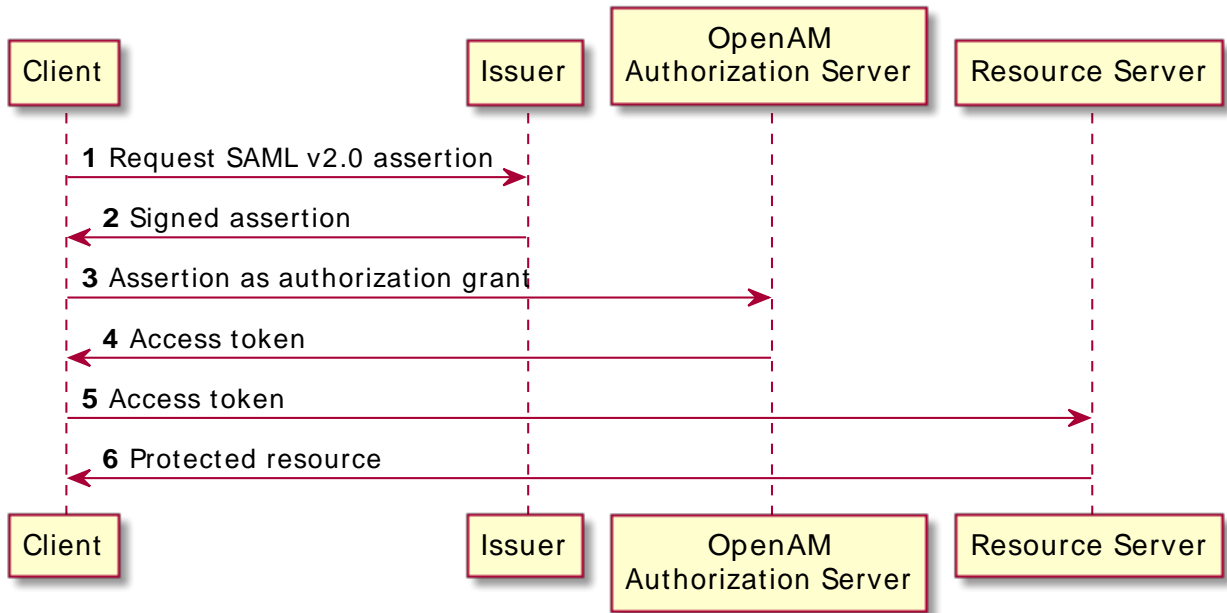 Client
Issuer
OpenAM
Authorization Server
Resource Server
1 Request SAML v2.0 assertion
2 Signed assertion
3 Assertion as authorization grant
4 Access token
5 Access token
6 Protected resource
Client
Issuer
OpenAM
Authorization Server
Resource Server